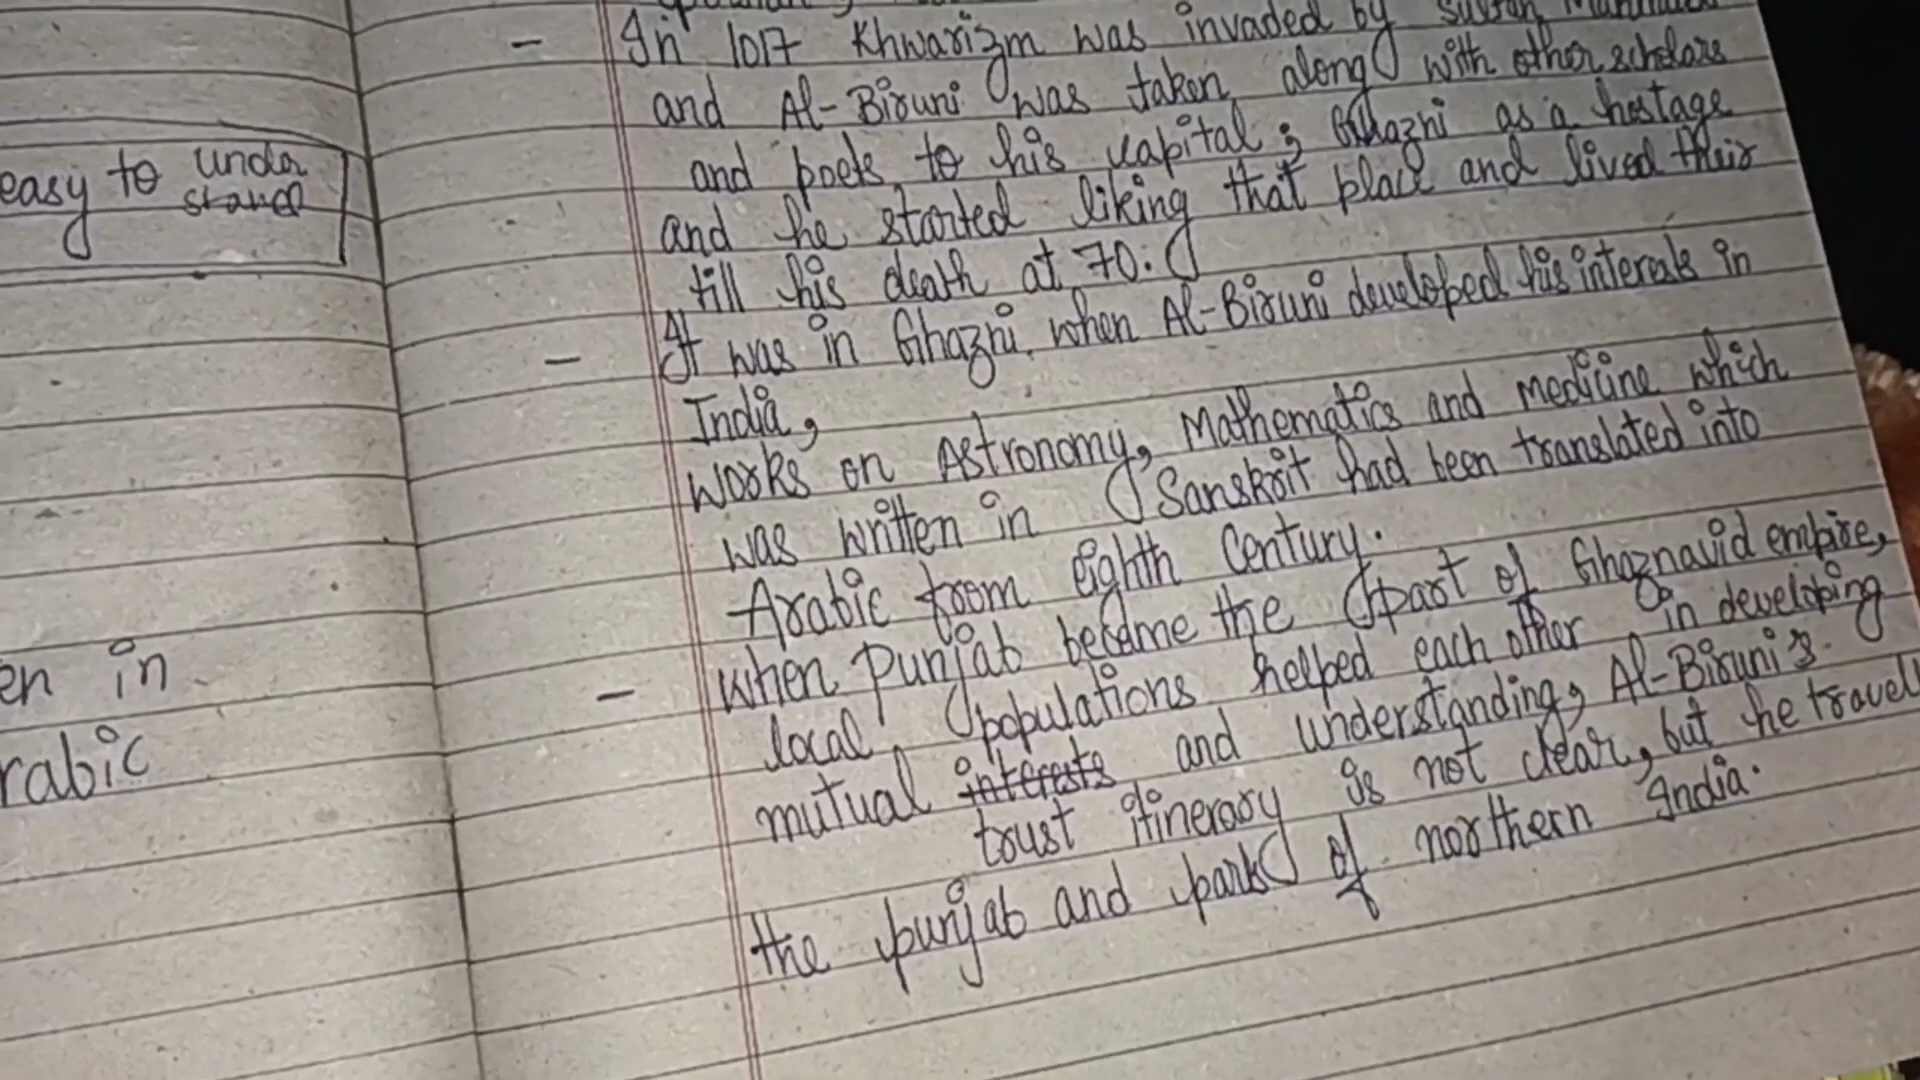 easy to under
stand
en in
rabic
- In 1017 Khwarizm was invaded by Sultan
and Al-Biruni was taken along with other scholars
and poets, to his capital, Ghazni as a hostage
and he started liking that place and lived their
till his death at 70.
- It was in Ghazni, when Al-Biruni developed his interests in
India,
works on Astronomy, Mathematics and Medicine which
was written in Sanskrit had been translated into
Arabic from eighth Century.
- when Punjab became the part of Ghaznavid empire,
local populations helped each other in developing
mutual interests and understanding, Al-Biruni's
trust itinerary is not clear, but he travell
the punjab and parts of northern India.